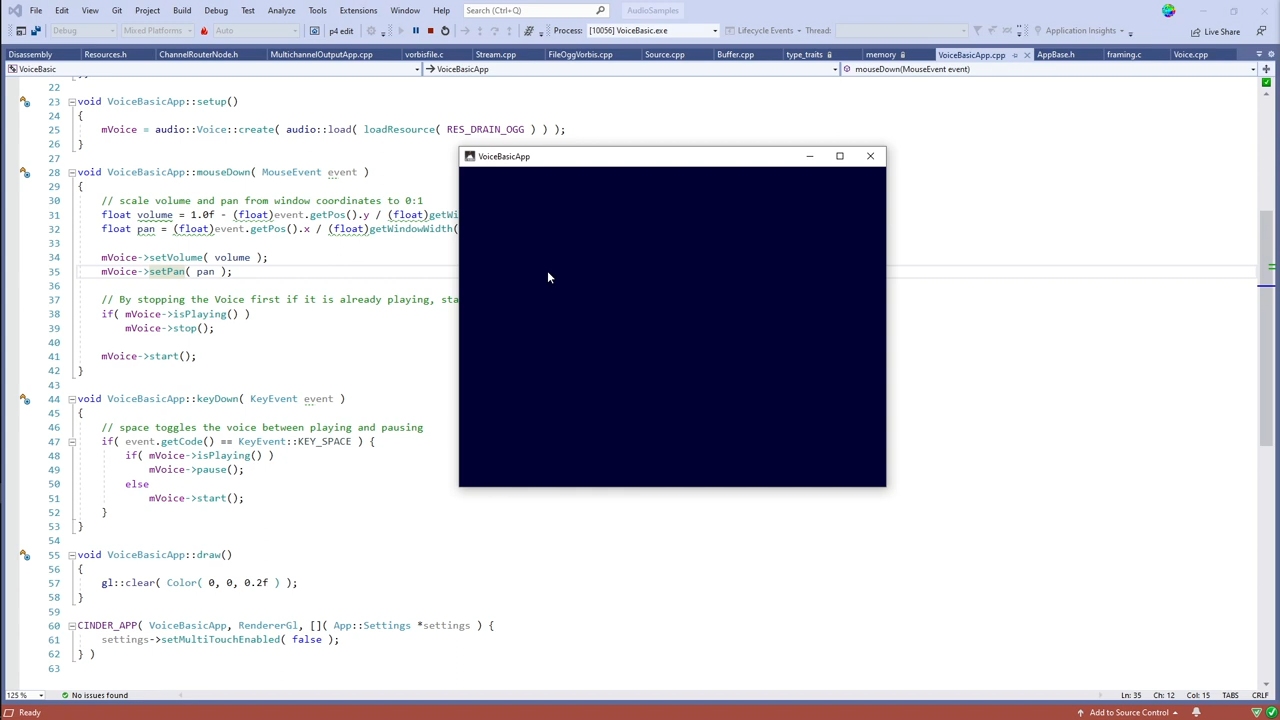 File Edit View Git Project Build Debug Test Analyze Tools Extensions Window Help Search (Ctrl+Q) AudioSamples
Debug Mixed Platforms Auto p4 edit Process: [10056] VoiceBasic.exe Lifecycle Events Thread: Application Insights Live Share
Disassembly Resources.h ChannelRouterNode.h MultichannelOutputApp.cpp vorbisfile.c Stream.cpp FileOggVorbis.cpp Source.cpp Buffer.cpp type_traits memory VoiceBasicApp.cpp AppBase.h framing.c Voice.cpp
VoiceBasic VoiceBasicApp mouseDown(MouseEvent event)
22
23 void VoiceBasicApp::setup()
24 {
25 mVoice = audio::Voice::create( audio::load( loadResource( RES_DRAIN_OGG ) ) );
26 }
27
VoiceBasicApp
28 void VoiceBasicApp::mouseDown( MouseEvent event )
29 {
30 // scale volume and pan from window coordinates to 0:1
31 float volume = 1.0f - (float)event.getPos().y / (float)getWi
32 float pan = (float)event.getPos().x / (float)getWindowWidth(
33
34 mVoice->setVolume( volume );
35 mVoice->setPan( pan );
36
37 // By stopping the Voice first if it is already playing, sta
38 if( mVoice->isPlaying() )
39 mVoice->stop();
40
41 mVoice->start();
42 }
43
44 void VoiceBasicApp::keyDown( KeyEvent event )
45 {
46 // space toggles the voice between playing and pausing
47 if( event.getCode() == KeyEvent::KEY_SPACE ) {
48 if( mVoice->isPlaying() )
49 mVoice->pause();
50 else
51 mVoice->start();
52 }
53 }
54
55 void VoiceBasicApp::draw()
56 {
57 gl::clear( Color( 0, 0, 0.2f ) );
58 }
59
60 CINDER_APP( VoiceBasicApp, RendererGl, []( App::Settings *settings ) {
61 settings->setMultiTouchEnabled( false );
62 } )
63
125 % No issues found Ln: 35 Ch: 12 Col: 15 TABS CRLF
Ready Add to Source Control